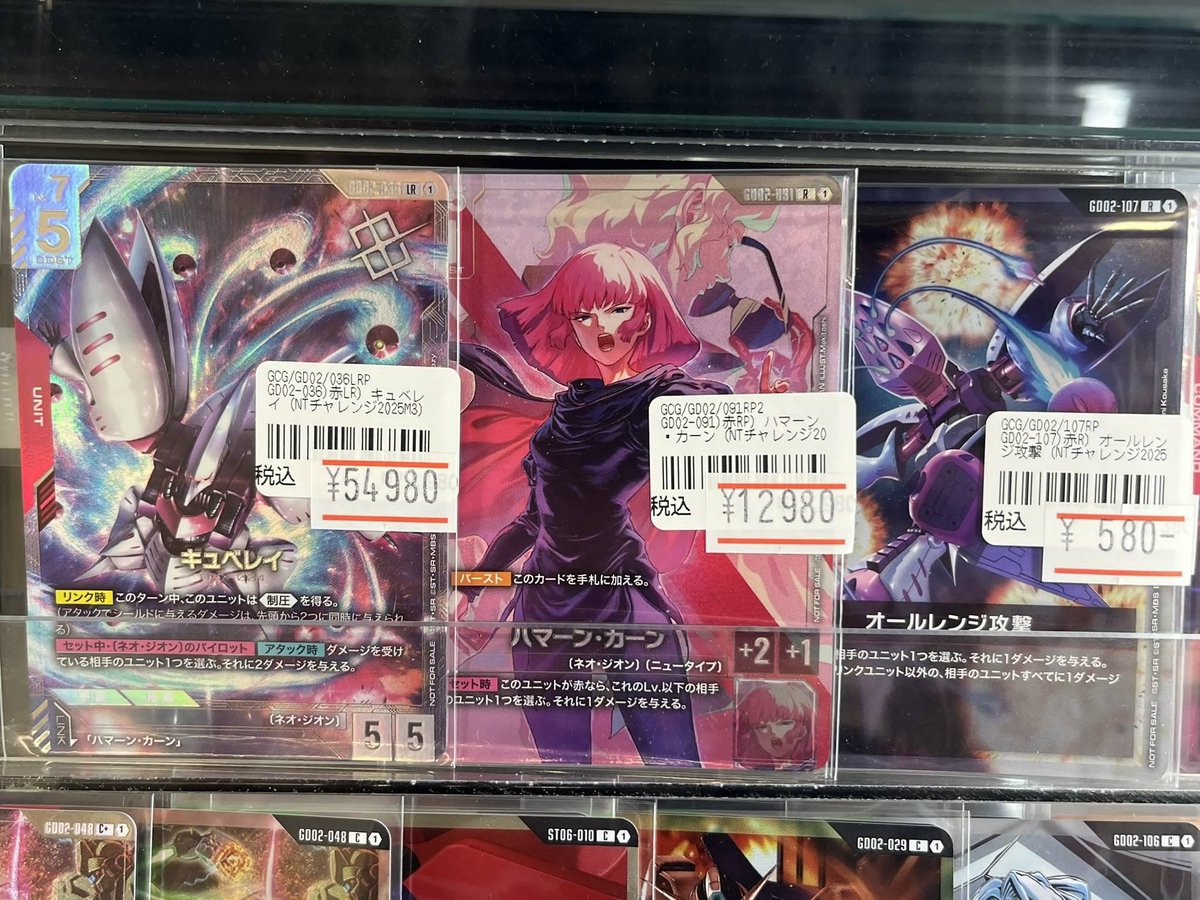 7
5
COST
LR 1
UNIT
GCG/GD02/036LRP
GD02-036)赤LR) キュベレ
イ (NTチャレンジ2025M3)
税込
¥54980
キュベレイ
リンク時 このターン中、このユニットは 制圧 を得る。
(アタックでシールドに与えるダメージは、先頭から2つに同時に与えられ
る)
セット中・〔ネオ・ジオン〕のパイロット アタック時 ダメージを受け
ている相手のユニット1つを選ぶ。それに2ダメージを与える。
〔ネオ・ジオン〕
LINK
「ハマーン・カーン」
5 5
NOT FOR SALE ©ST・SR ©ST・SR・MBS
GD02-091 R 1
ILLUST.Makitoshi
GCG/GD02/091RP2
GD02-091)赤RP) ハマーン
・カーン (NTチャレンジ20
税込
¥12980
バースト このカードを手札に加える。
ハマーン・カーン
+2 +1
〔ネオ・ジオン〕〔ニュータイプ〕
セット時 このユニットが赤なら、これのLv.以下の相手
のユニット1つを選ぶ。それに1ダメージを与える。
NOT FOR SALE
GD02-107 R 1
Kousaka
GCG/GD02/107RP
GD02-107)赤R) オールレン
ジ攻撃 (NTチャレンジ2025
税込
¥ 580-
オールレンジ攻撃
相手のユニット1つを選ぶ。それに1ダメージを与える。
リンクユニット以外の、相手のユニットすべてに1ダメージ
NOT FOR SALE ©ST・SR ©ST・SR・MBS
GD02-048 C+ 1
GD02-048 C 1
ST06-010 C 1
GD02-029 C 1
GD02-106 C 1